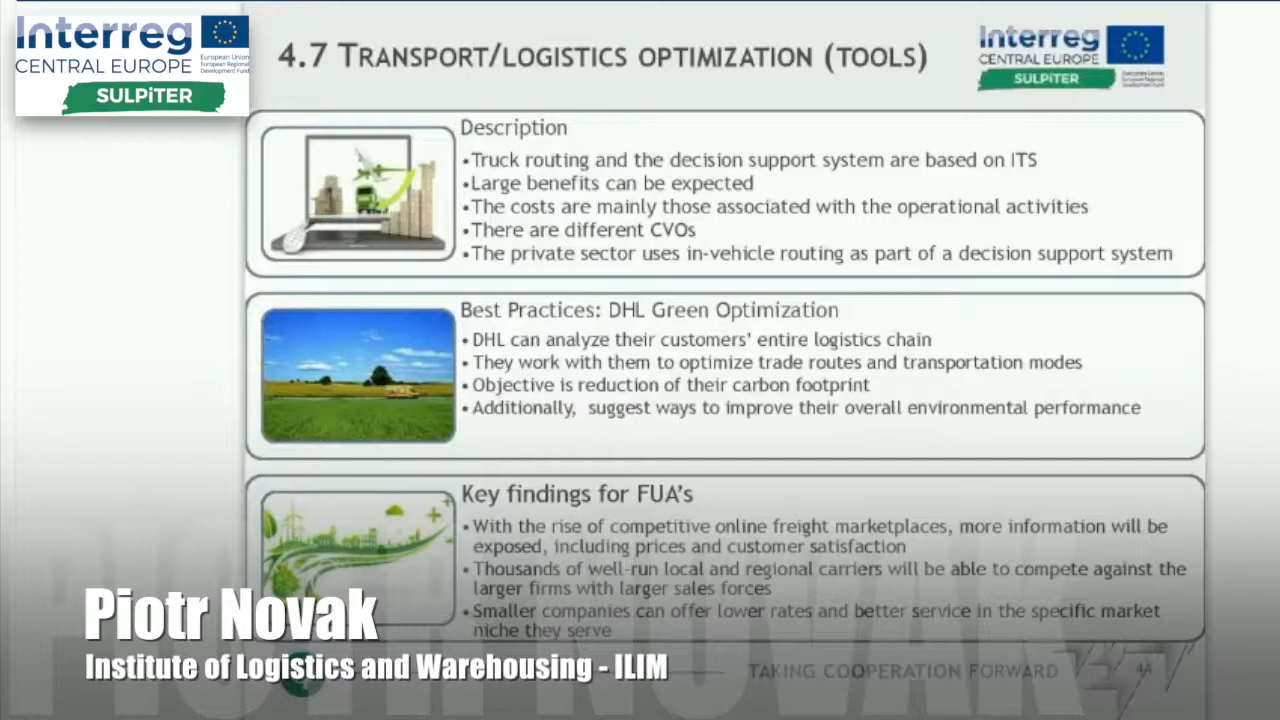 Interreg
CENTRAL EUROPE
European Union
European Regional
Development Fund
SULPiTER
4.7 TRANSPORT/LOGISTICS OPTIMIZATION (TOOLS)
Interreg
CENTRAL EUROPE
SULPiTER
Description
•Truck routing and the decision support system are based on ITS
•Large benefits can be expected
•The costs are mainly those associated with the operational activities
•There are different CVOs
•The private sector uses in-vehicle routing as part of a decision support system
Best Practices: DHL Green Optimization
•DHL can analyze their customers’ entire logistics chain
•They work with them to optimize trade routes and transportation modes
•Objective is reduction of their carbon footprint
•Additionally, suggest ways to improve their overall environmental performance
Key findings for FUA’s
•With the rise of competitive online freight marketplaces, more information will be
exposed, including prices and customer satisfaction
•Thousands of well-run local and regional carriers will be able to compete against the
larger firms with larger sales forces
•Smaller companies can offer lower rates and better service in the specific market
niche they serve
PIOTR NOVAK
Piotr Novak
Institute of Logistics and Warehousing - ILIM
TAKING COOPERATION FORWARD
44